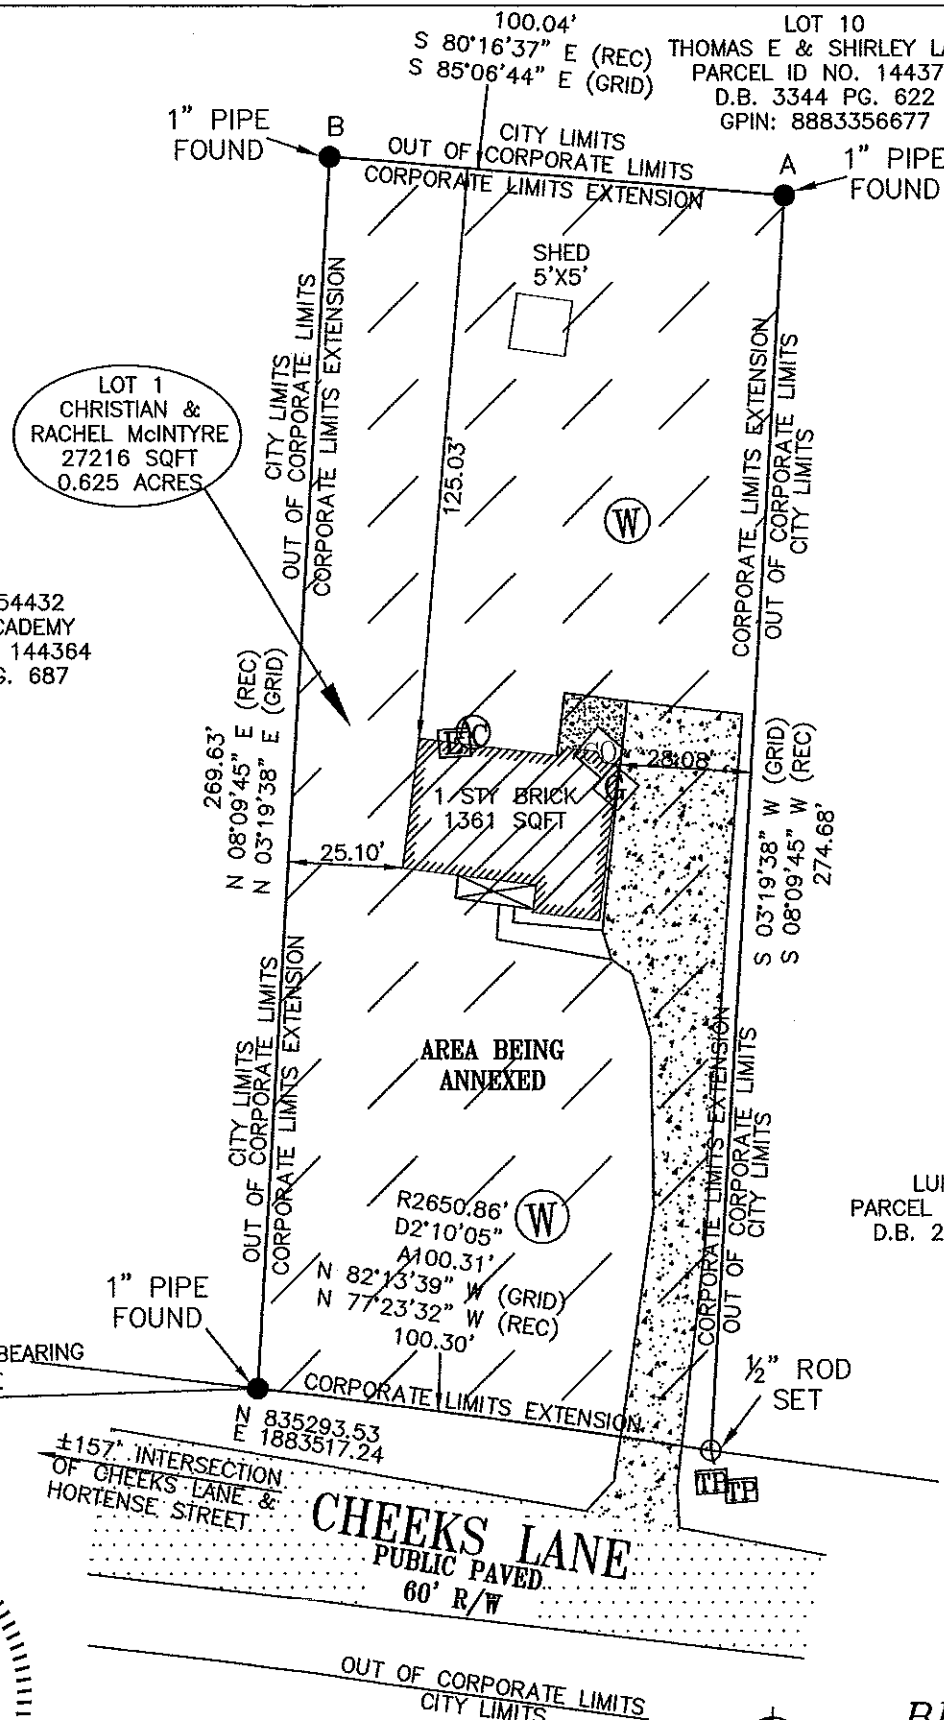 100.04'
S 80°16'37" E (REC)
S 85°06'44" E (GRID)
LOT 10
THOMAS E & SHIRLEY
PARCEL ID NO. 14437
D.B. 3344 PG. 622
GPIN: 8883356677
1" PIPE
FOUND
B
CITY LIMITS
OUT OF CORPORATE LIMITS
CORPORATE LIMITS EXTENSION
A
1" PIPE
FOUND
SHED
5'X5'
CITY LIMITS
OUT OF CORPORATE LIMITS
CORPORATE LIMITS EXTENSION
LOT 1
CHRISTIAN &
RACHEL McINTYRE
27216 SQFT
0.625 ACRES
125.03'
W
CORPORATE LIMITS EXTENSION
OUT OF CORPORATE LIMITS
CITY LIMITS
54432
CADEMY
144364
G. 687
269.63'
N 08°09'45" E (REC)
N 03°19'38" E (GRID)
E
AC
CO
G
28.08'
1 STY BRICK
1361 SQFT
25.10'
S 03°19'38" W (GRID)
S 08°09'45" W (REC)
274.68'
CITY LIMITS
OUT OF CORPORATE LIMITS
CORPORATE LIMITS EXTENSION
AREA BEING
ANNEXED
CORPORATE LIMITS EXTENSION
OUT OF CORPORATE LIMITS
CITY LIMITS
R2650.86'
D2°10'05"
A100.31'
N 82°13'39" W (GRID)
N 77°23'32" W (REC)
100.30'
W
PARCEL
D.B. 2
1" PIPE
FOUND
BEARING
CORPORATE LIMITS EXTENSION
1/2" ROD
SET
N 835293.53
E 1883517.24
TP
TP
±157' INTERSECTION
OF CHEEKS LANE &
HORTENSE STREET
CHEEKS LANE
PUBLIC PAVED
60' R/W
OUT OF CORPORATE LIMITS
CITY LIMITS